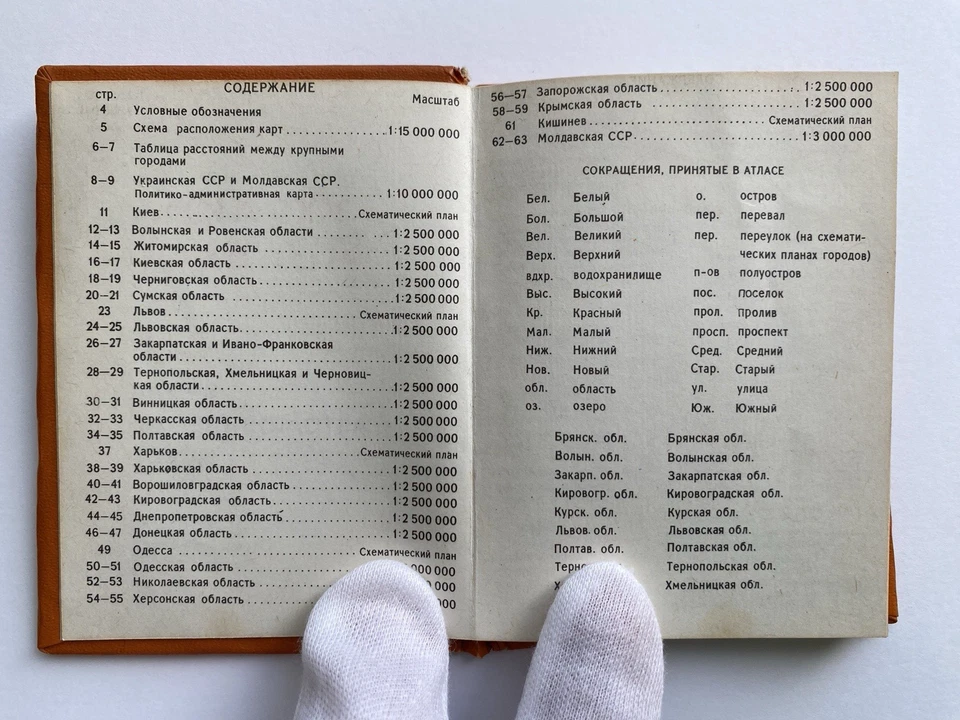 СОДЕРЖАНИЕ
стр. Масштаб
4 Условные обозначения
5 Схема расположения карт 1:15 000 000
6—7 Таблица расстояний между крупными
городами
8—9 Украинская ССР и Молдавская ССР.
Политико-административная карта 1:10 000 000
11 Киев Схематический план
12—13 Волынская и Ровенская области 1:2 500 000
14—15 Житомирская область 1:2 500 000
16—17 Киевская область 1:2 500 000
18—19 Черниговская область 1:2 500 000
20—21 Сумская область 1:2 500 000
23 Львов Схематический план
24—25 Львовская область 1:2 500 000
26—27 Закарпатская и Ивано-Франковская
области 1:2 500 000
28—29 Тернопольская, Хмельницкая и Черновиц-
кая области 1:2 500 000
30—31 Винницкая область 1:2 500 000
32—33 Черкасская область 1:2 500 000
34—35 Полтавская область 1:2 500 000
37 Харьков Схематический план
38—39 Харьковская область 1:2 500 000
40—41 Ворошиловградская область 1:2 500 000
42—43 Кировоградская область 1:2 500 000
44—45 Днепропетровская область 1:2 500 000
46—47 Донецкая область 1:2 500 000
49 Одесса Схематический план
50—51 Одесская область 000
52—53 Николаевская область
54—55 Херсонская область
56—57 Запорожская область 1:2 500 000
58—59 Крымская область 1:2 500 000
61 Кишинев Схематический план
62—63 Молдавская ССР 1:3 000 000
СОКРАЩЕНИЯ, ПРИНЯТЫЕ В АТЛАСЕ
Бел. Белый
Бол. Большой
Вел. Великий
Верх. Верхний
вдхр. водохранилище
Выс. Высокий
Кр. Красный
Мал. Малый
Ниж. Нижний
Нов. Новый
обл. область
оз. озеро
о. остров
пер. перевал
пер. переулок (на схемати-
ческих планах городов)
п-ов полуостров
пос. поселок
прол. пролив
просп. проспект
Сред. Средний
Стар. Старый
ул. улица
Юж. Южный
Брянск. обл. Брянская обл.
Волын. обл. Волынская обл.
Закарп. обл. Закарпатская обл.
Кировогр. обл. Кировоградская обл.
Курск. обл. Курская обл.
Львов. обл. Львовская обл.
Полтав. обл. Полтавская обл.
Тернопольская обл.
Хмельницкая обл.